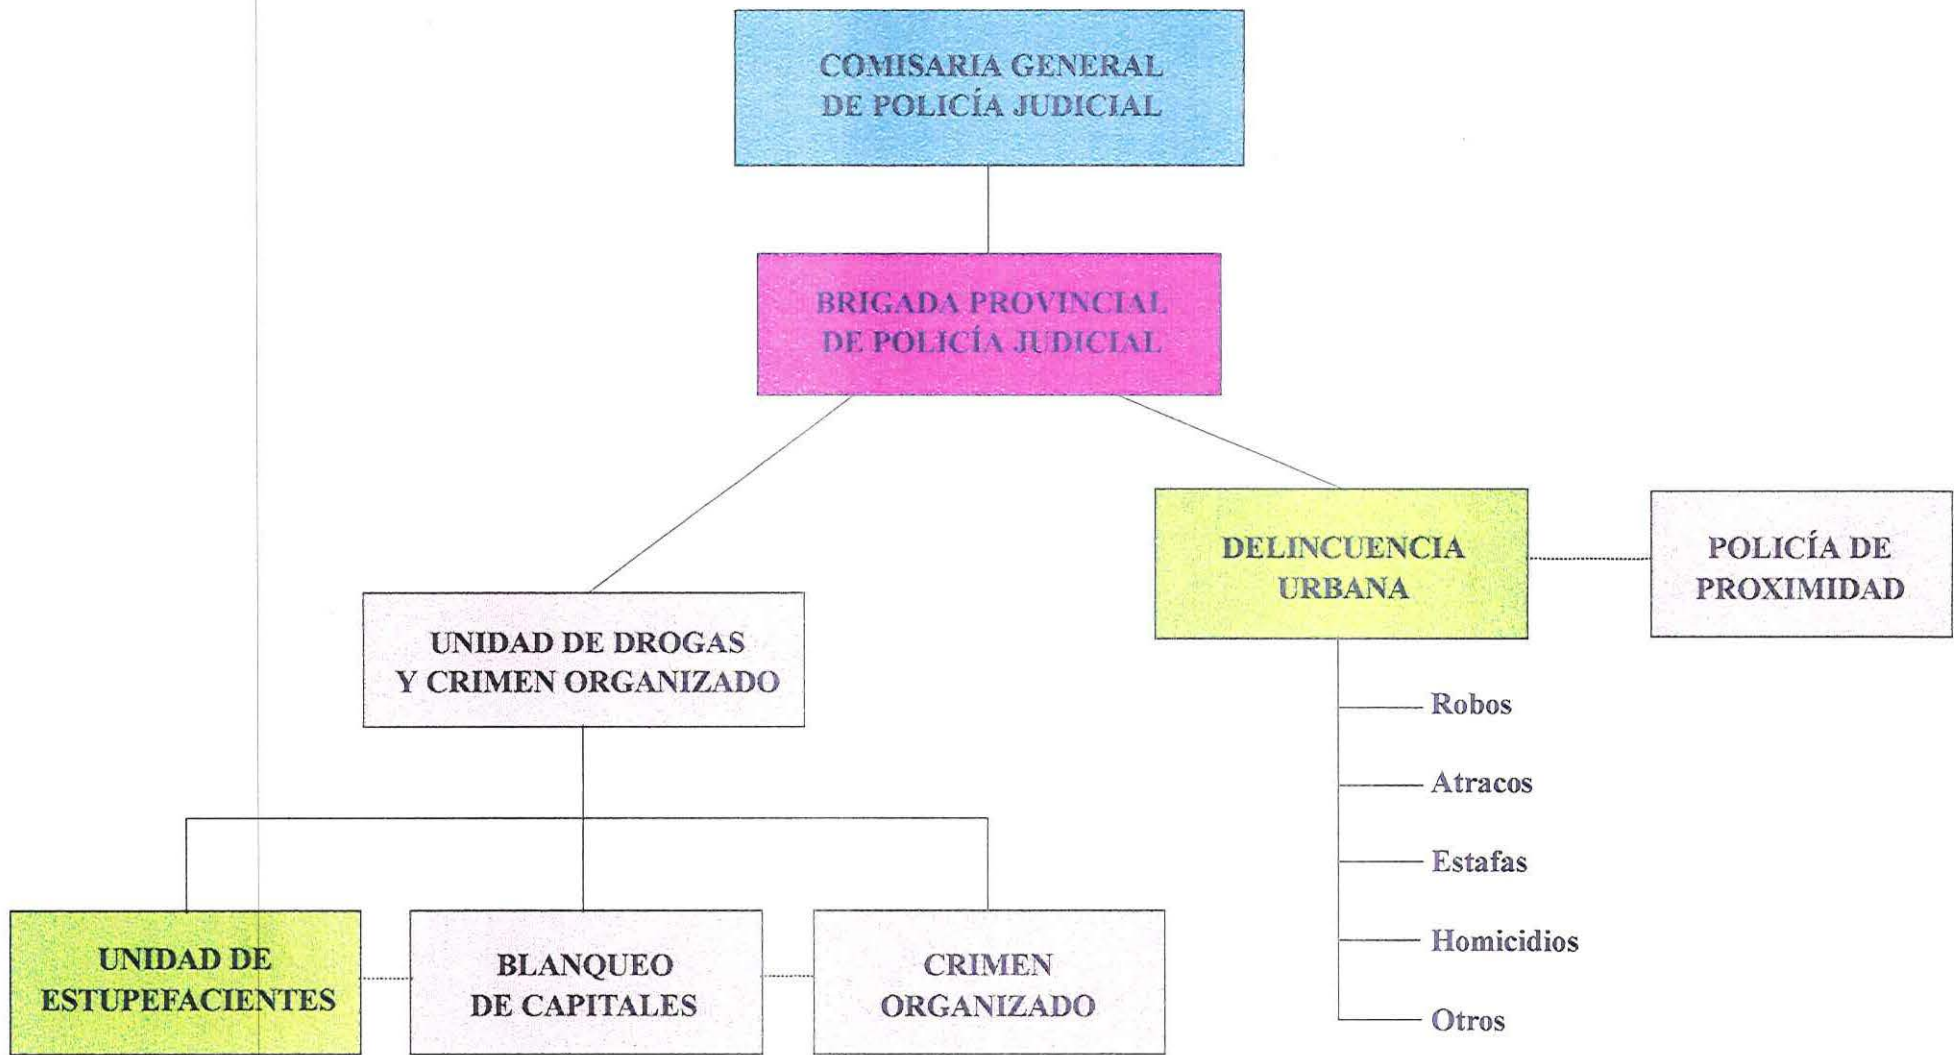 COMISARIA GENERAL
DE POLICÍA JUDICIAL
BRIGADA PROVINCIAL
DE POLICÍA JUDICIAL
DELINCUENCIA
URBANA
POLICÍA DE
PROXIMIDAD
UNIDAD DE DROGAS
Y CRIMEN ORGANIZADO
Robos
Atracos
Estafas
Homicidios
Otros
UNIDAD DE
ESTUPEFACIENTES
BLANQUEO
DE CAPITALES
CRIMEN
ORGANIZADO